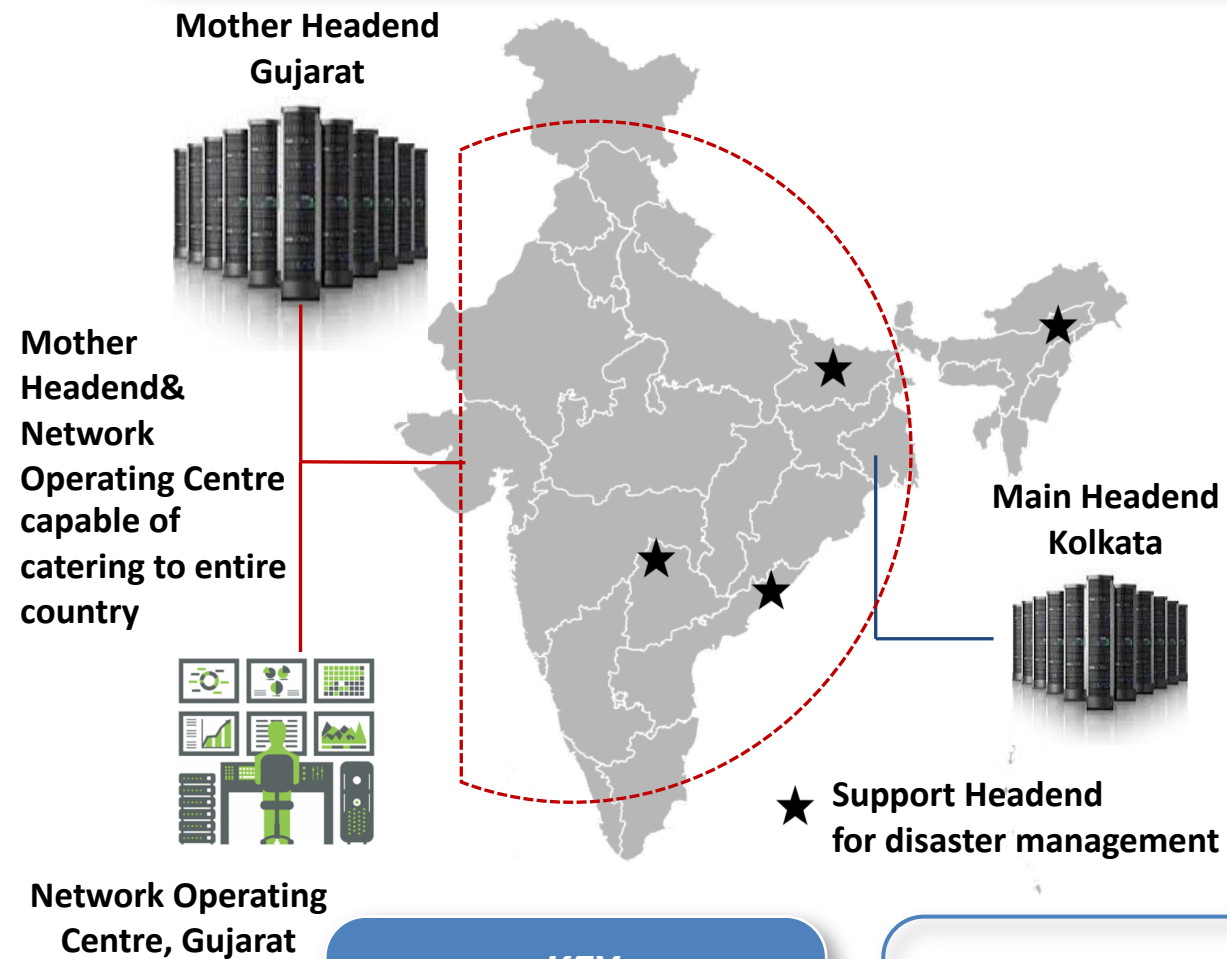 Mother Headend
Gujarat
Mother
Headend&
Network
Operating Centre
capable of
catering to entire
country
Main Headend
Kolkata
Support Headend
for disaster management
Network Operating
Centre, Gujarat
KEY